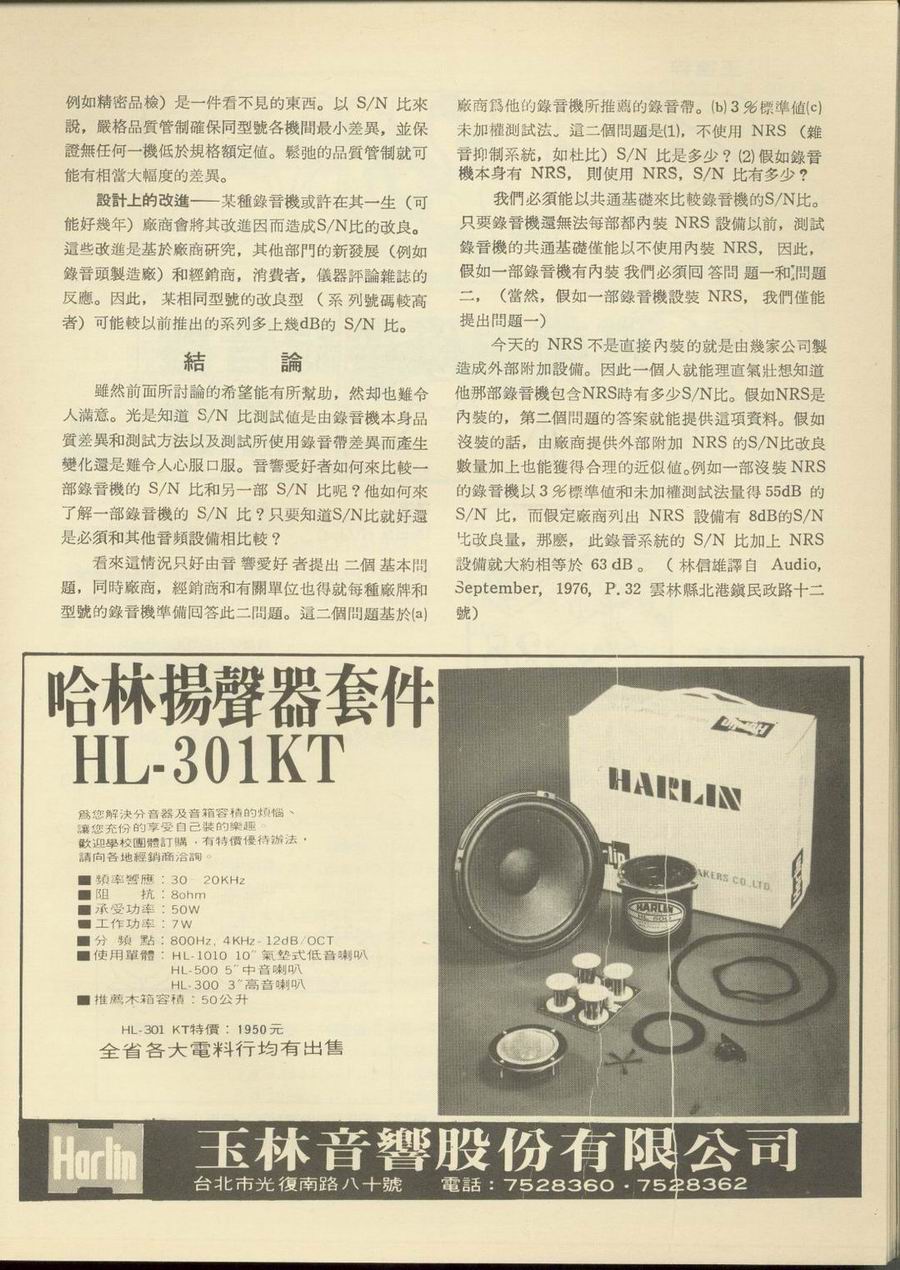 例如精密品檢）是一件看不見的東西。以 S/N 比來
說，嚴格品質管制確保同型號各機間最小差異，並保
證無任何一機低於規格額定值。鬆弛的品質管制就可
能有相當大幅度的差異。
設計上的改進——某種錄音機或許在其一生（可
能好幾年）廠商會將其改進因而造成S/N比的改良。
這些改進是基於廠商研究，其他部門的新發展（例如
錄音頭製造廠）和經銷商，消費者，儀器評論雜誌的
反應。因此， 某相同型號的改良型 （系列號碼較高
者）可能較以前推出的系列多上幾dB的 S/N 比。
結 論
雖然前面所討論的希望能有所幫助，然却也難令
人滿意。光是知道 S/N 比測試值是由錄音機本身品
質差異和測試方法以及測試所使用錄音帶差異而產生
變化還是難令人心服口服。音響愛好者如何來比較一
部錄音機的 S/N 比和另一部 S/N 比呢？他如何來
了解一部錄音機的 S/N 比？只要知道S/N比就好還
是必須和其他音頻設備相比較？
看來這情況只好由音響愛好者提出 二個 基本問
題，同時廠商，經銷商和有關單位也得就每種廠牌和
型號的錄音機準備回答此二問題。這二個問題基於(a)
廠商爲他的錄音機所推薦的錄音帶。(b) 3 %標準値(c)
未加權測試法、這二個問題是(1)，不使用 NRS （雜
音抑制系統，如杜比）S/N 比是多少？(2) 假如錄音
機本身有 NRS， 則使用 NRS，S/N 比有多少？
我們必須能以共通基礎來比較錄音機的S/N比。
只要錄音機還無法每部都內裝 NRS 設備以前，測試
錄音機的共通基礎僅能以不使用內裝 NRS， 因此，
假如一部錄音機有內裝 我們必須回 答問 題一和問題
二，（當然，假如一部錄音機設裝 NRS， 我們僅能
提出問題一）
今天的 NRS 不是直接內裝的就是由幾家公司製
造成外部附加設備。因此一個人就能理直氣壯想知道
他那部錄音機包含NRS時有多少S/N比。假如NRS是
內裝的，第二個問題的答案就能提供這項資料。假如
沒裝的話，由廠商提供外部附加 NRS 的S/N比改良
數量加上也能獲得合理的近似値。例如一部沒裝 NRS
的錄音機以 3 %標準値和未加權測試法量得 55dB 的
S/N 比，而假定廠商列出 NRS 設備有 8dB的S/N
比改良量，那麼， 此錄音系統的 S/N 比加上 NRS
設備就大約相等於 63 dB 。 （ 林信雄譯自 Audio,
September, 1976, P. 32 雲林縣北港鎭民政路十二
號）
哈林揚聲器套件
HL-301KT
爲您解決分音器及音箱容積的煩惱、
讓您充份的享受自己裝的樂趣。
歡迎學校團體訂購，有特價優待辦法，
請向各地經銷商洽詢。
■頻率響應：30－20KHz
■阻 抗：8ohm
■承受功率：50W
■工作功率：7W
■分 頻 點：800Hz, 4KHz - 12dB/OCT
■使用單體：HL-1010 10″氣墊式低音喇叭
HL-500 5″中音喇叭
HL-300 3″高音喇叭
■推薦木箱容積：50公升
HL-301 KT特價：1950元
全省各大電料行均有出售
HARLIN
AKERS CO.,LTD.
HARLIN
Harlin
玉林音響股份有限公司
台北市光復南路八十號 電話：7528360・7528362